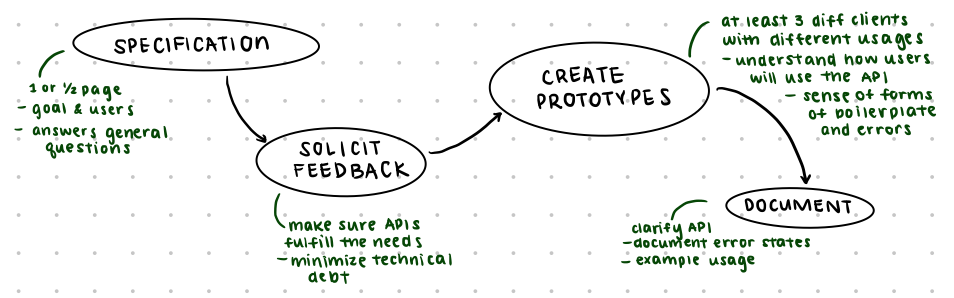 SPECIFICATION
1 or ½ page
- goal & users
- answers general
questions
SOLICIT
FEEDBACK
make sure APIs
fulfill the needs
- minimize technical
debt
CREATE
PROTOTYPES
at least 3 diff clients
with different usages
- understand how users
will use the API
- sense of forms
of boilerplate
and errors
DOCUMENT
clarify API
- document error states
- example usage